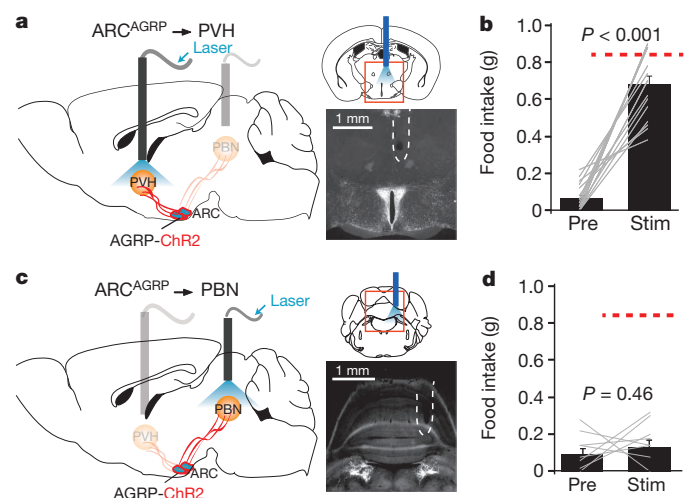 a
ARC^AGRP → PVH
Laser
PBN
PVH
ARC
AGRP-ChR2
1 mm
b
P < 0.001
Food intake (g)
1.0
0.8
0.6
0.4
0.2
0
Pre Stim
c
ARC^AGRP → PBN
Laser
PBN
PVH
ARC
AGRP-ChR2
1 mm
d
Food intake (g)
1.0
0.8
0.6
0.4
0.2
0
P = 0.46
Pre Stim